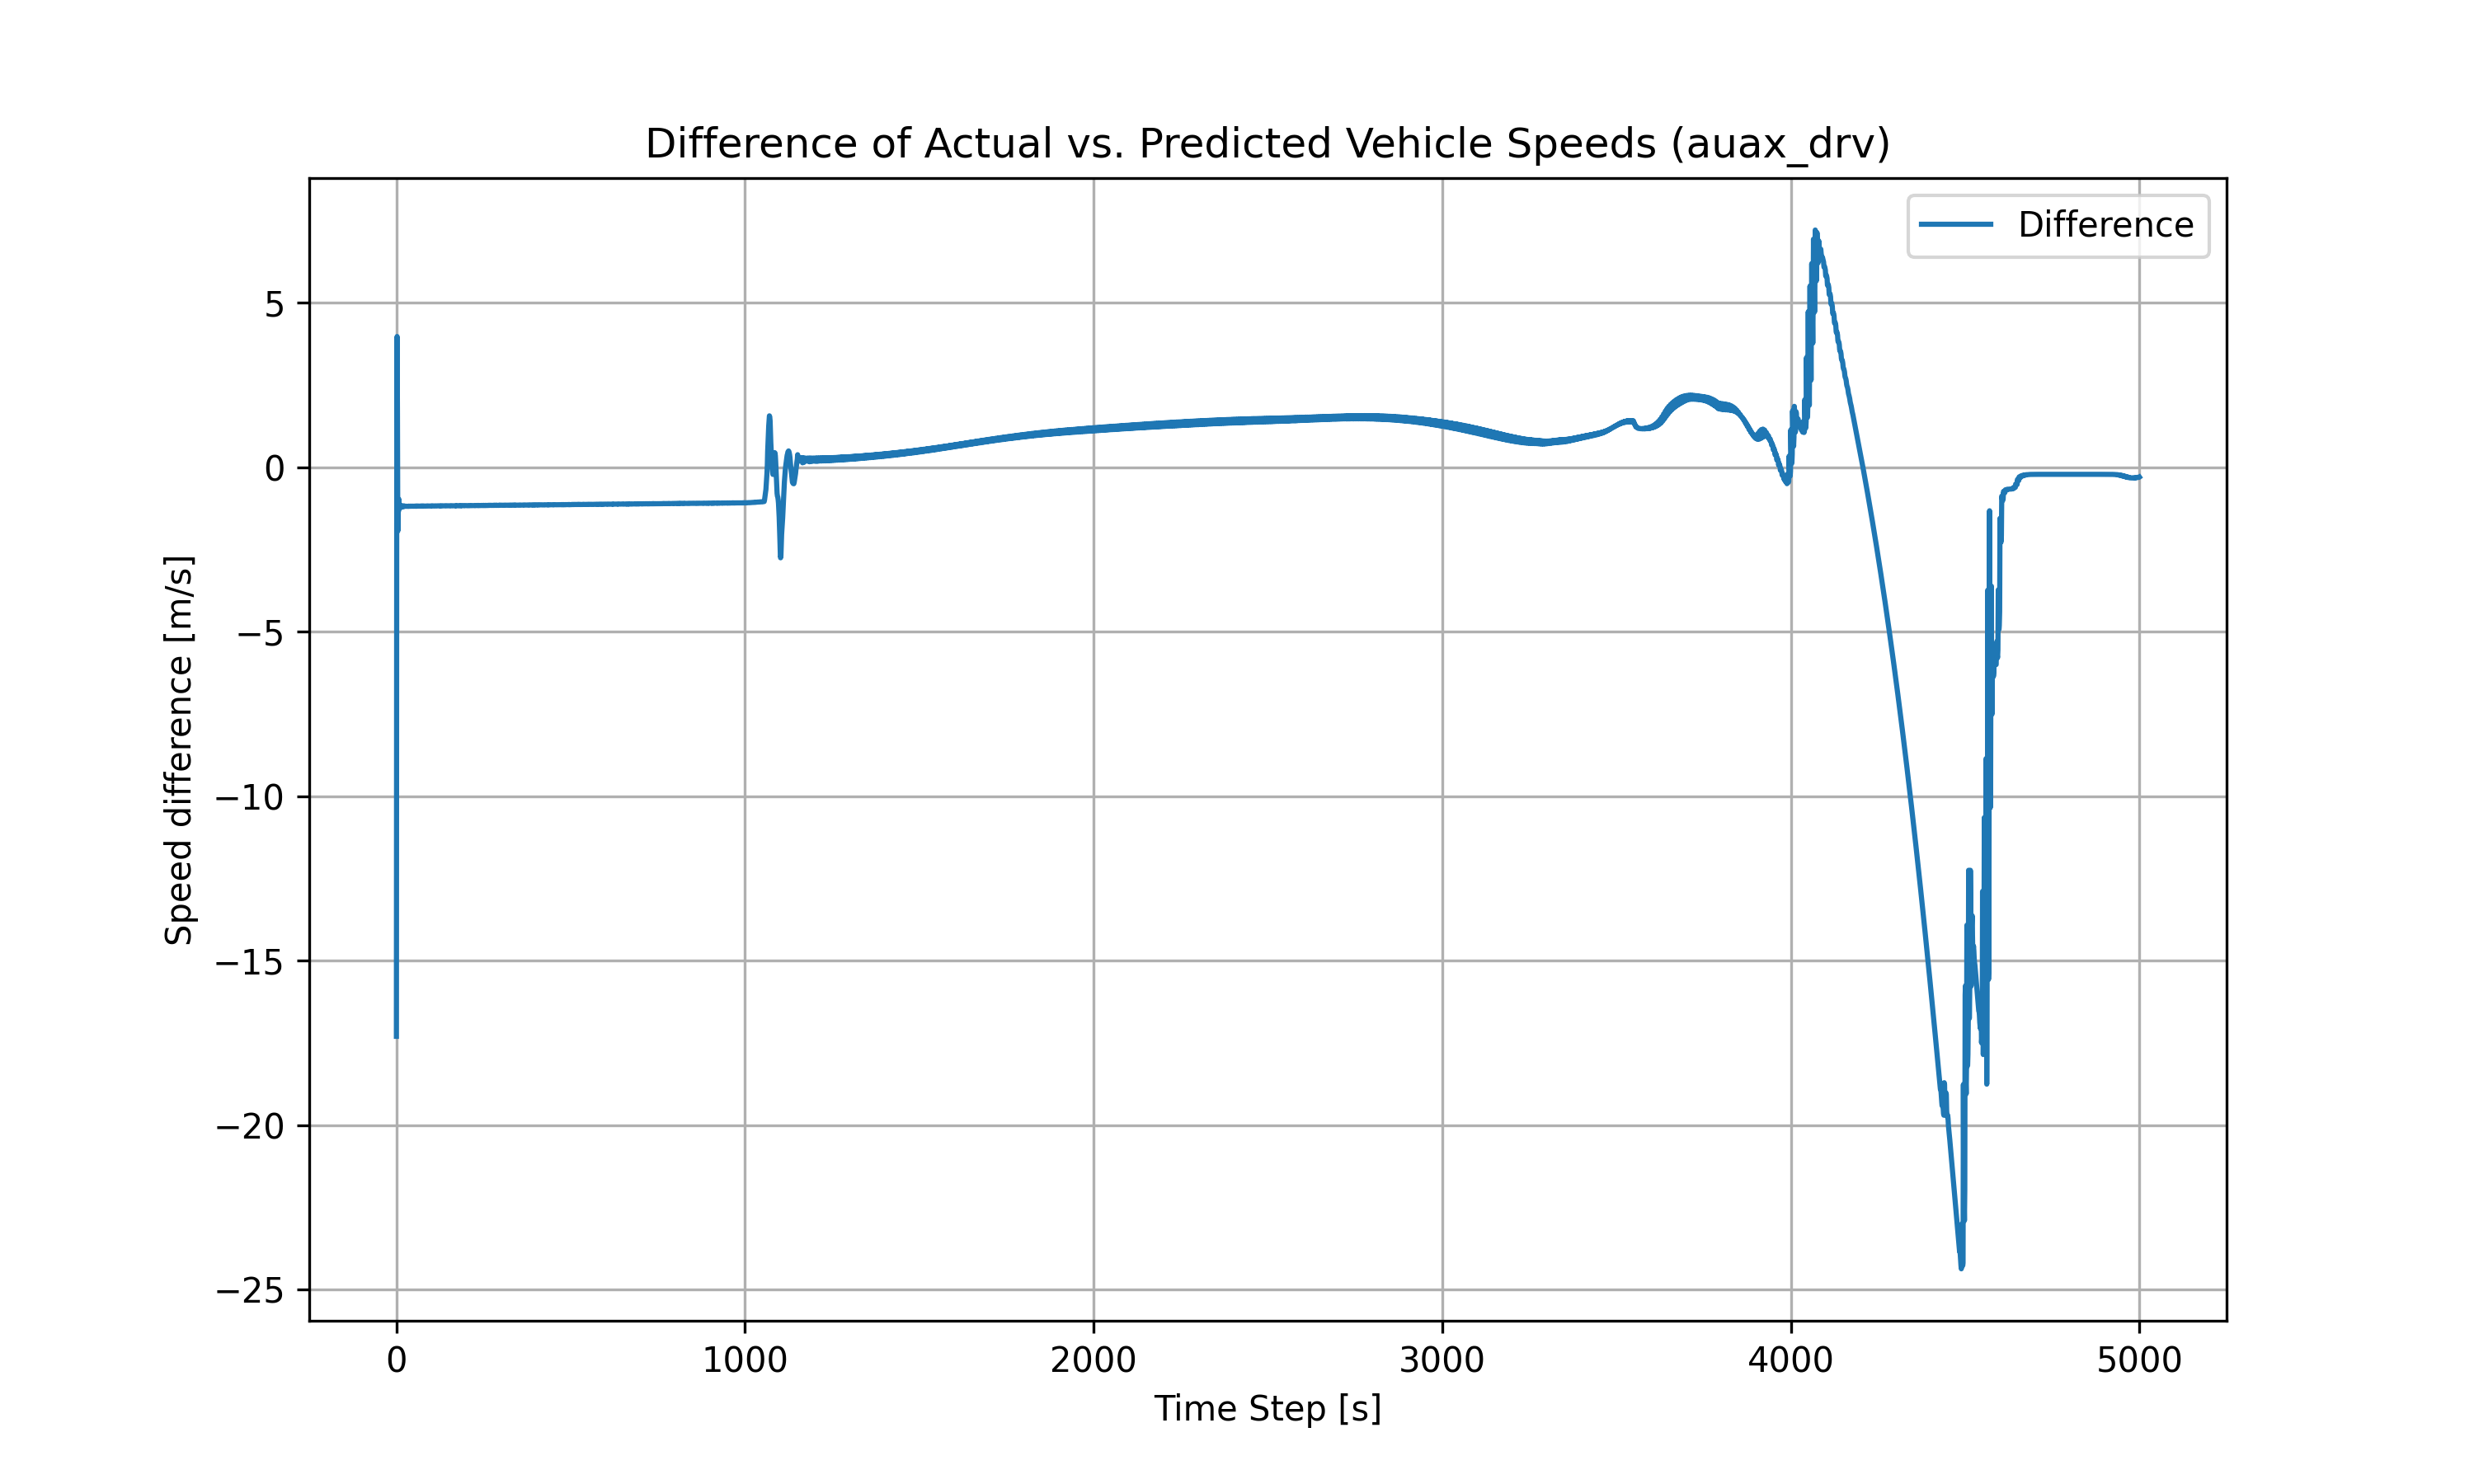 Difference of Actual vs. Predicted Vehicle Speeds (auax_drv)
Difference
Speed difference [m/s]
5
0
−5
−10
−15
−20
−25
0 1000 2000 3000 4000 5000
Time Step [s]